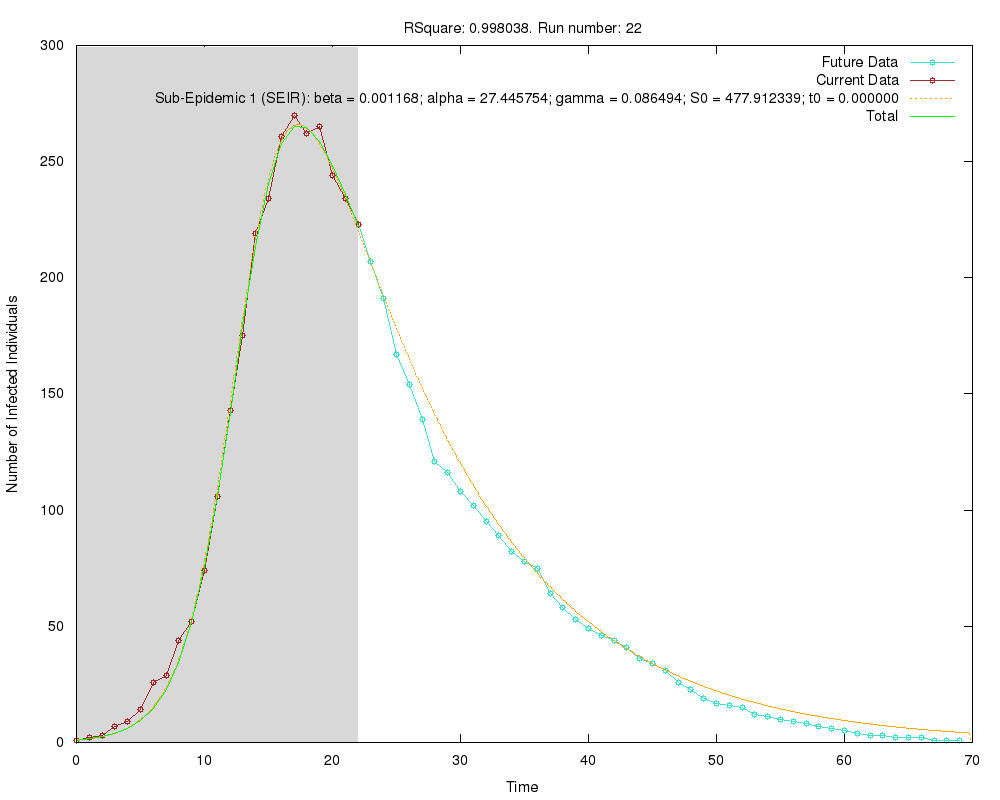 RSquare: 0.998038. Run number: 22
300
250
200
150
100
50
0
Number of Infected Individuals
Future Data
Current Data
Sub-Epidemic 1 (SEIR): beta = 0.001168; alpha = 27.445754; gamma = 0.086494; S0 = 477.912339; t0 = 0.000000
Total
0 10 20 30 40 50 60 70
Time